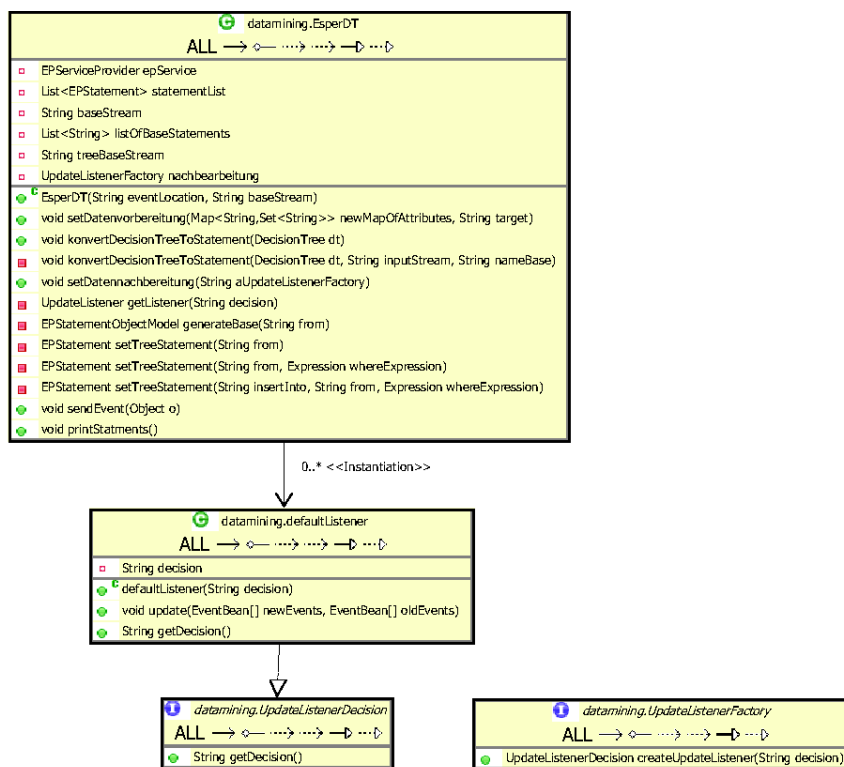 datamining.EsperDT
ALL
EPServiceProvider epService
List<EPStatement> statementList
String baseStream
List<String> listOfBaseStatements
String treeBaseStream
UpdateListenerFactory nachbearbeitung
C EsperDT(String eventLocation, String baseStream)
void setDatenvorbereitung(Map<String,Set<String>> newMapOfAttributes, String target)
void konvertDecisionTreeToStatement(DecisionTree dt)
void konvertDecisionTreeToStatement(DecisionTree dt, String inputStream, String nameBase)
void setDatennachbereitung(String aUpdateListenerFactory)
UpdateListener getListener(String decision)
EPStatementObjectModel generateBase(String from)
EPStatement setTreeStatement(String from)
EPStatement setTreeStatement(String from, Expression whereExpression)
EPStatement setTreeStatement(String insertInto, String from, Expression whereExpression)
void sendEvent(Object o)
void printStatments()
0..* <<Instantiation>>
datamining.defaultListener
ALL
String decision
C defaultListener(String decision)
void update(EventBean[] newEvents, EventBean[] oldEvents)
String getDecision()
datamining.UpdateListenerDecision
ALL
String getDecision()
datamining.UpdateListenerFactory
ALL
UpdateListenerDecision createUpdateListener(String decision)